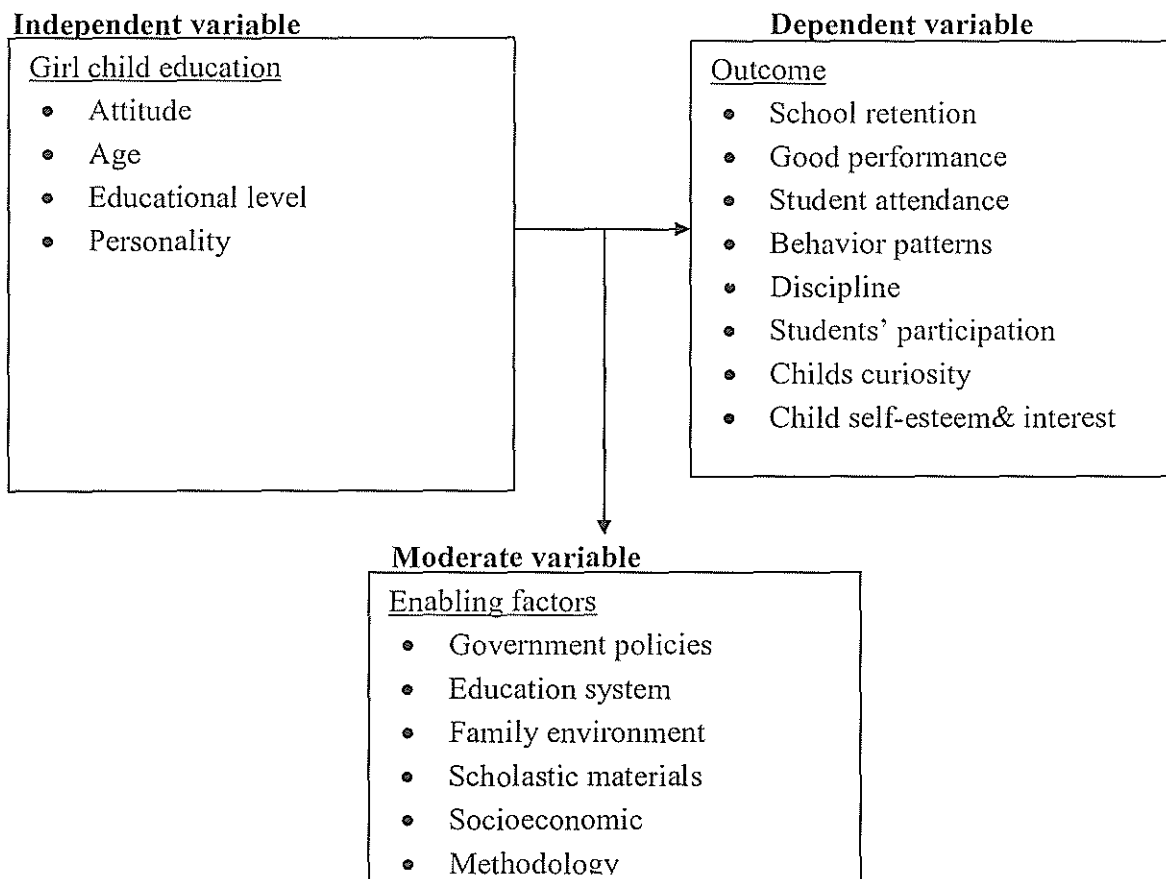 Independent variable
Girl child education
• Attitude
• Age
• Educational level
• Personality
Dependent variable
Outcome
• School retention
• Good performance
• Student attendance
• Behavior patterns
• Discipline
• Students’ participation
• Childs curiosity
• Child self-esteem& interest
Moderate variable
Enabling factors
• Government policies
• Education system
• Family environment
• Scholastic materials
• Socioeconomic
• Methodology